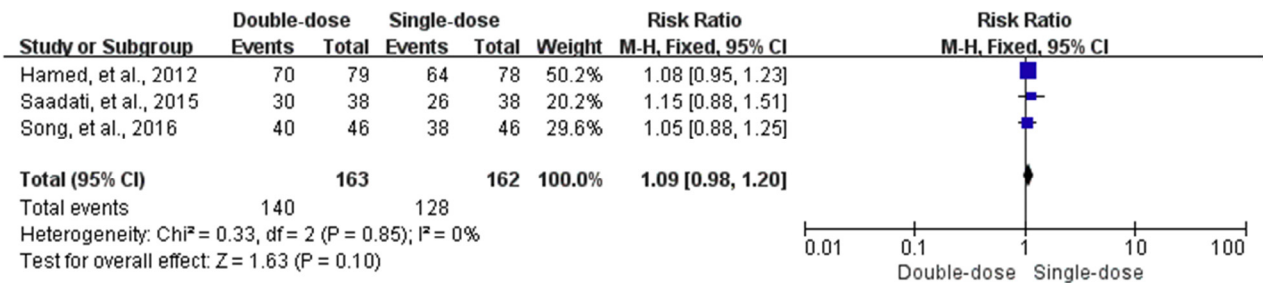 Double-dose Single-dose Risk Ratio Risk Ratio
Study or Subgroup Events Total Events Total Weight M-H, Fixed, 95% CI M-H, Fixed, 95% CI
Hamed, et al., 2012 70 79 64 78 50.2% 1.08 [0.95, 1.23]
Saadati, et al., 2015 30 38 26 38 20.2% 1.15 [0.88, 1.51]
Song, et al., 2016 40 46 38 46 29.6% 1.05 [0.88, 1.25]
Total (95% CI) 163 162 100.0% 1.09 [0.98, 1.20]
Total events 140 128
Heterogeneity: Chi² = 0.33, df = 2 (P = 0.85); I² = 0%
Test for overall effect: Z = 1.63 (P = 0.10)
0.01 0.1 1 10 100
Double-dose Single-dose